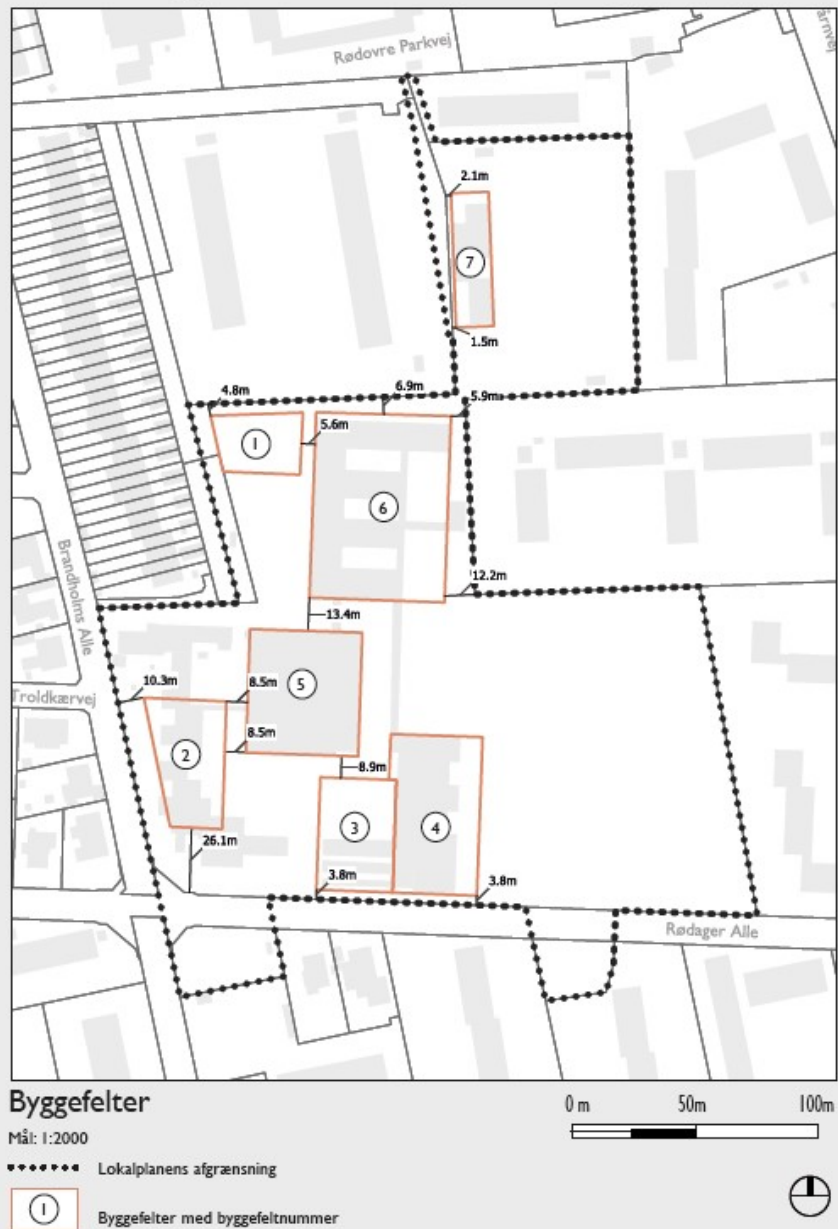 Rødovre Parkvej
2.1m
7
1.5m
4.8m
6.9m
5.9m
1
5.6m
6
12.2m
13.4m
Brandholms Alle
Troldkærvej
10.3m
8.5m
5
8.5m
2
8.9m
26.1m
3
4
3.8m
3.8m
Rødager Alle
Byggefelter
Mål: 1:2000
0 m 50m 100m
Lokalplanens afgrænsning
1 Byggefelter med byggefeltnummer